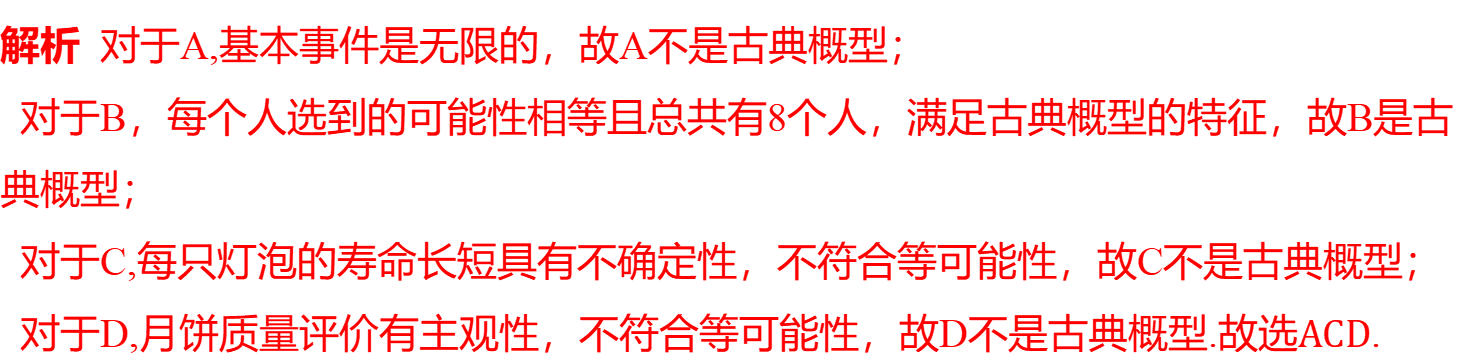 解析 对于A,基本事件是无限的，故A不是古典概型；
对于B，每个人选到的可能性相等且总共有8个人，满足古典概型的特征，故B是古
典概型；
对于C,每只灯泡的寿命长短具有不确定性，不符合等可能性，故C不是古典概型；
对于D,月饼质量评价有主观性，不符合等可能性，故D不是古典概型.故选ACD.